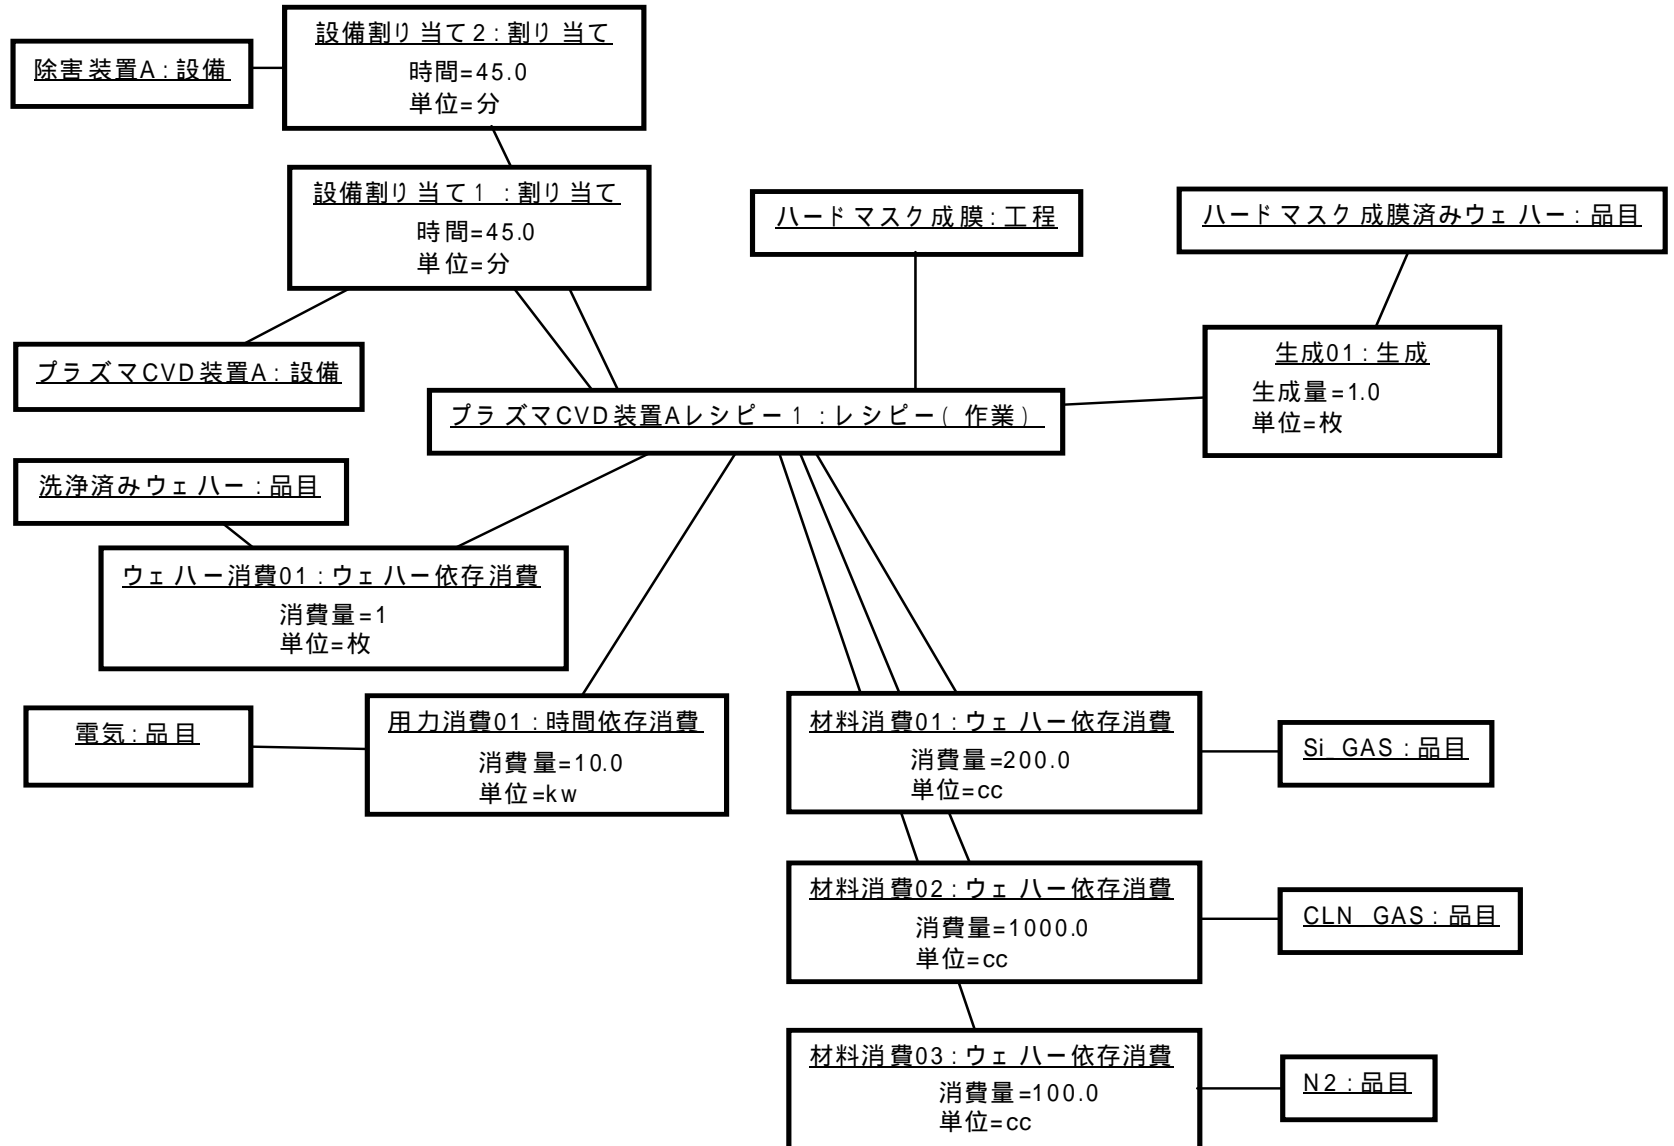 設備割り当て2:割り当て
時間=45.0
単位=分
除害装置A:設備
設備割り当て1:割り当て
時間=45.0
単位=分
ハードマスク成膜:工程
ハードマスク成膜済みウェハー:品目
プラズマCVD装置A:設備
生成01:生成
生成量=1.0
単位=枚
プラズマCVD装置Aレシピー1:レシピー(作業)
洗浄済みウェハー:品目
ウェハー消費01:ウェハー依存消費
消費量=1
単位=枚
電気:品目
用力消費01:時間依存消費
消費量=10.0
単位=kw
材料消費01:ウェハー依存消費
消費量=200.0
単位=cc
Si_GAS:品目
材料消費02:ウェハー依存消費
消費量=1000.0
単位=cc
CLN_GAS:品目
材料消費03:ウェハー依存消費
消費量=100.0
単位=cc
N2:品目